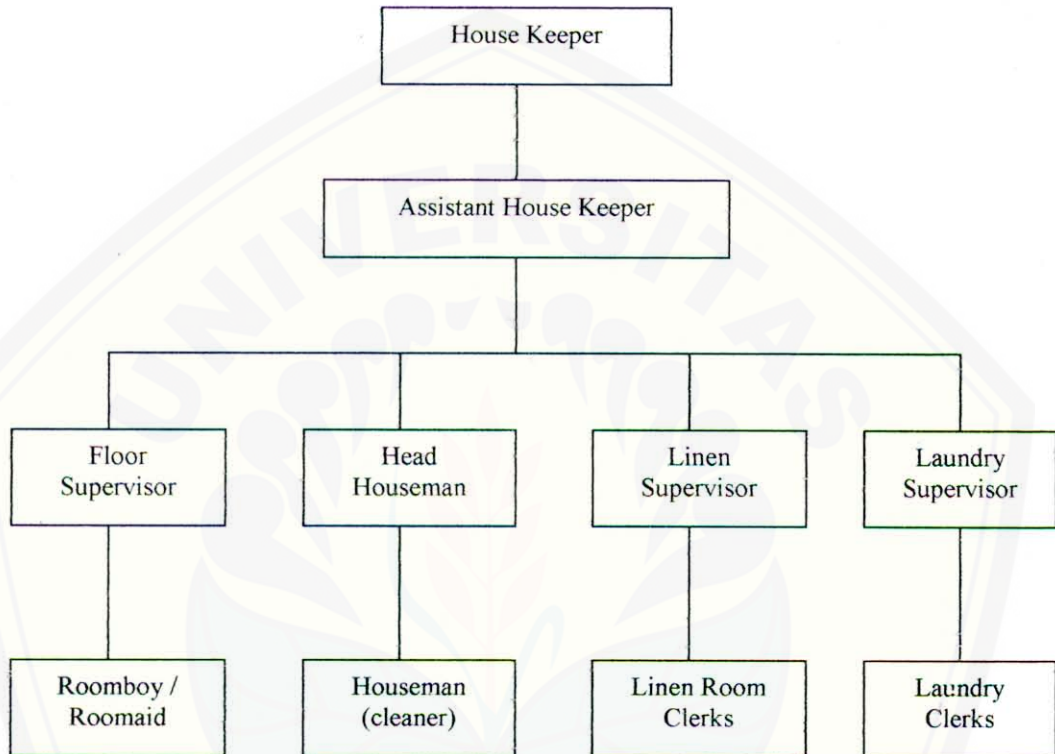 House Keeper
Assistant House Keeper
UNIVERSITAS
Floor
Supervisor
Head
Houseman
Linen
Supervisor
Laundry
Supervisor
Roomboy /
Roomaid
Houseman
(cleaner)
Linen Room
Clerks
Laundry
Clerks